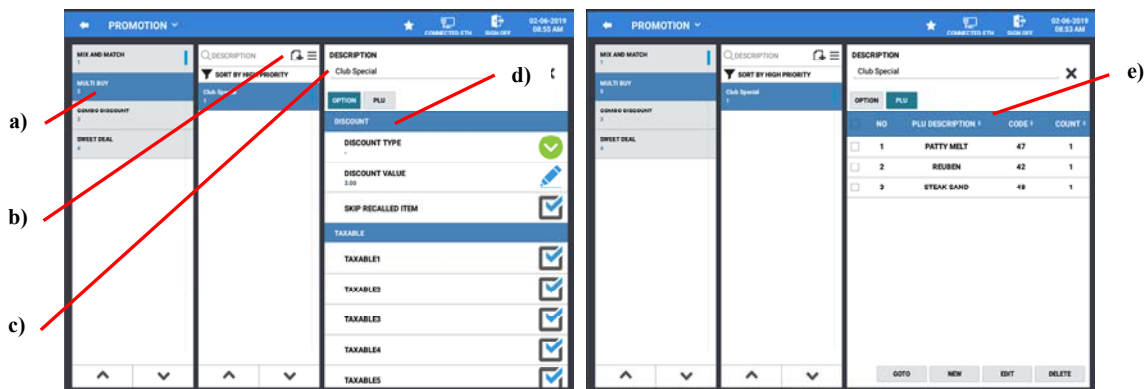 PROMOTION
CONNECTED ETH
SIGN OFF
02-06-2019
08:55 AM
MIX AND MATCH
1
MULTI BUY
2
COMBO DISCOUNT
3
SWEET DEAL
4
DESCRIPTION
SORT BY HIGH PRIORITY
Club Special
1
DESCRIPTION
Club Special
OPTION
PLU
DISCOUNT
DISCOUNT TYPE
-
DISCOUNT VALUE
3.00
SKIP RECALLED ITEM
TAXABLE
TAXABLE1
TAXABLE2
TAXABLE3
TAXABLE4
TAXABLE5
a)
b)
c)
d)
PROMOTION
CONNECTED ETH
SIGN OFF
02-06-2019
08:53 AM
MIX AND MATCH
1
MULTI BUY
2
COMBO DISCOUNT
3
SWEET DEAL
4
DESCRIPTION
SORT BY HIGH PRIORITY
Club Special
1
DESCRIPTION
Club Special
OPTION
PLU
NO PLU DESCRIPTION CODE COUNT
1 PATTY MELT 47 1
2 REUBEN 42 1
3 STEAK SAND 48 1
GOTO
NEW
EDIT
DELETE
e)